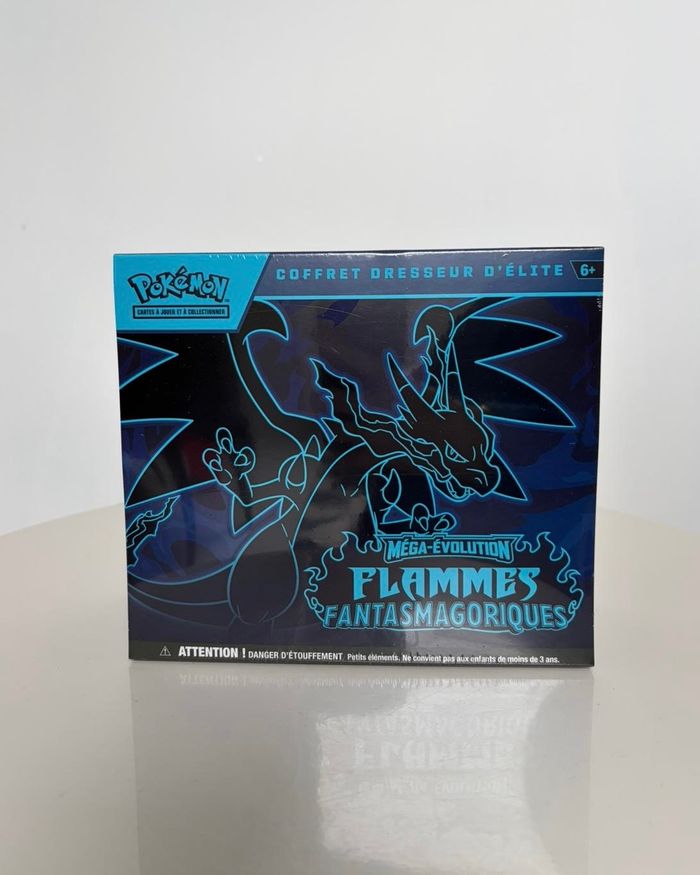 POKÉMON
CARTES À JOUER ET À COLLECTIONNER
COFFRET DRESSEUR D'ÉLITE 6+
MÉGA-ÉVOLUTION
FLAMMES
FANTASMAGORIQUES
ATTENTION ! DANGER D'ÉTOUFFEMENT Petits éléments. Ne convient pas aux enfants de moins de 3 ans.